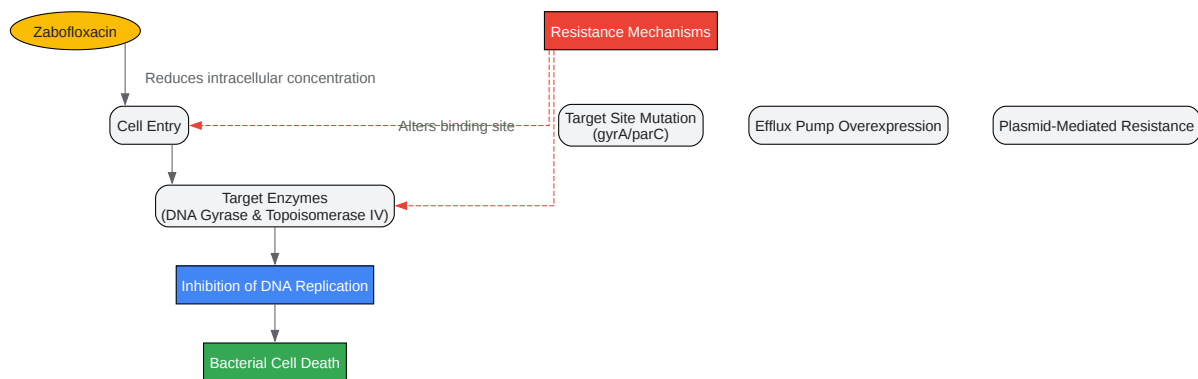 Zabofloxacin
Resistance Mechanisms
Reduces intracellular concentration
Cell Entry
Alters binding site
Target Site Mutation
(gyrA/parC)
Efflux Pump Overexpression
Plasmid-Mediated Resistance
Target Enzymes
(DNA Gyrase & Topoisomerase IV)
Inhibition of DNA Replication
Bacterial Cell Death